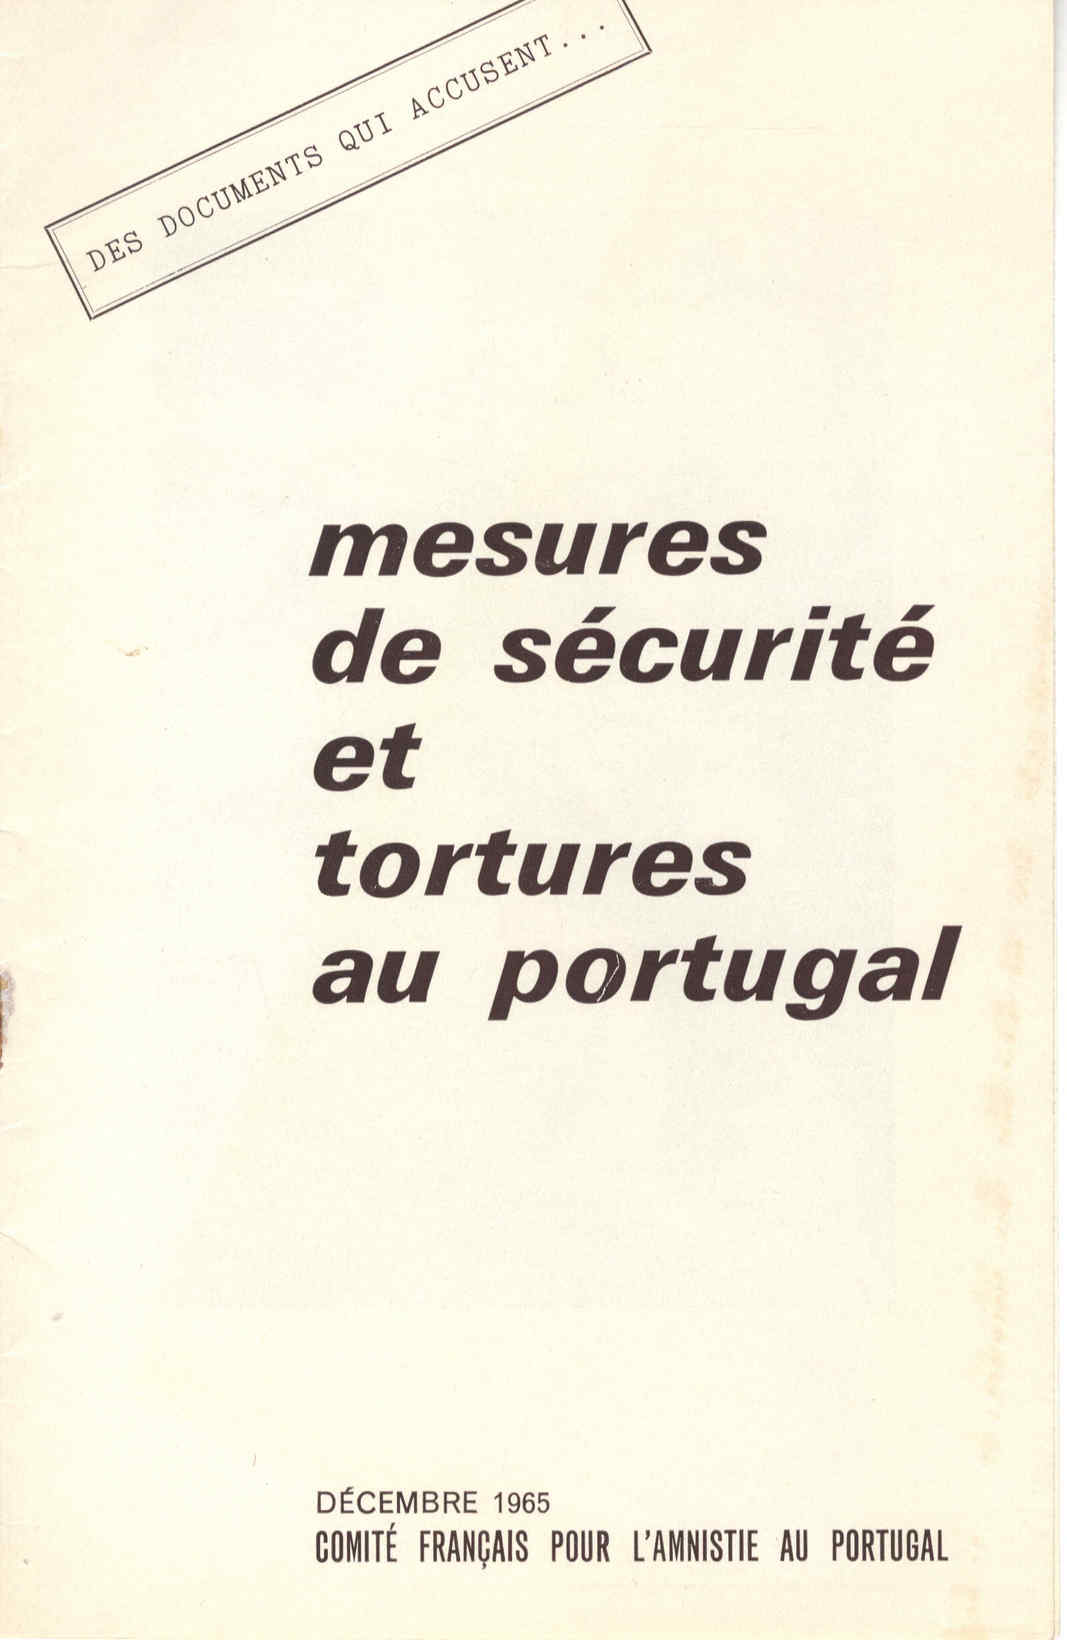 DES DOCUMENTS QUI ACCUSENT...
mesures
de sécurité
et
tortures
au portugal
DÉCEMBRE 1965
COMITÉ FRANÇAIS POUR L'AMNISTIE AU PORTUGAL